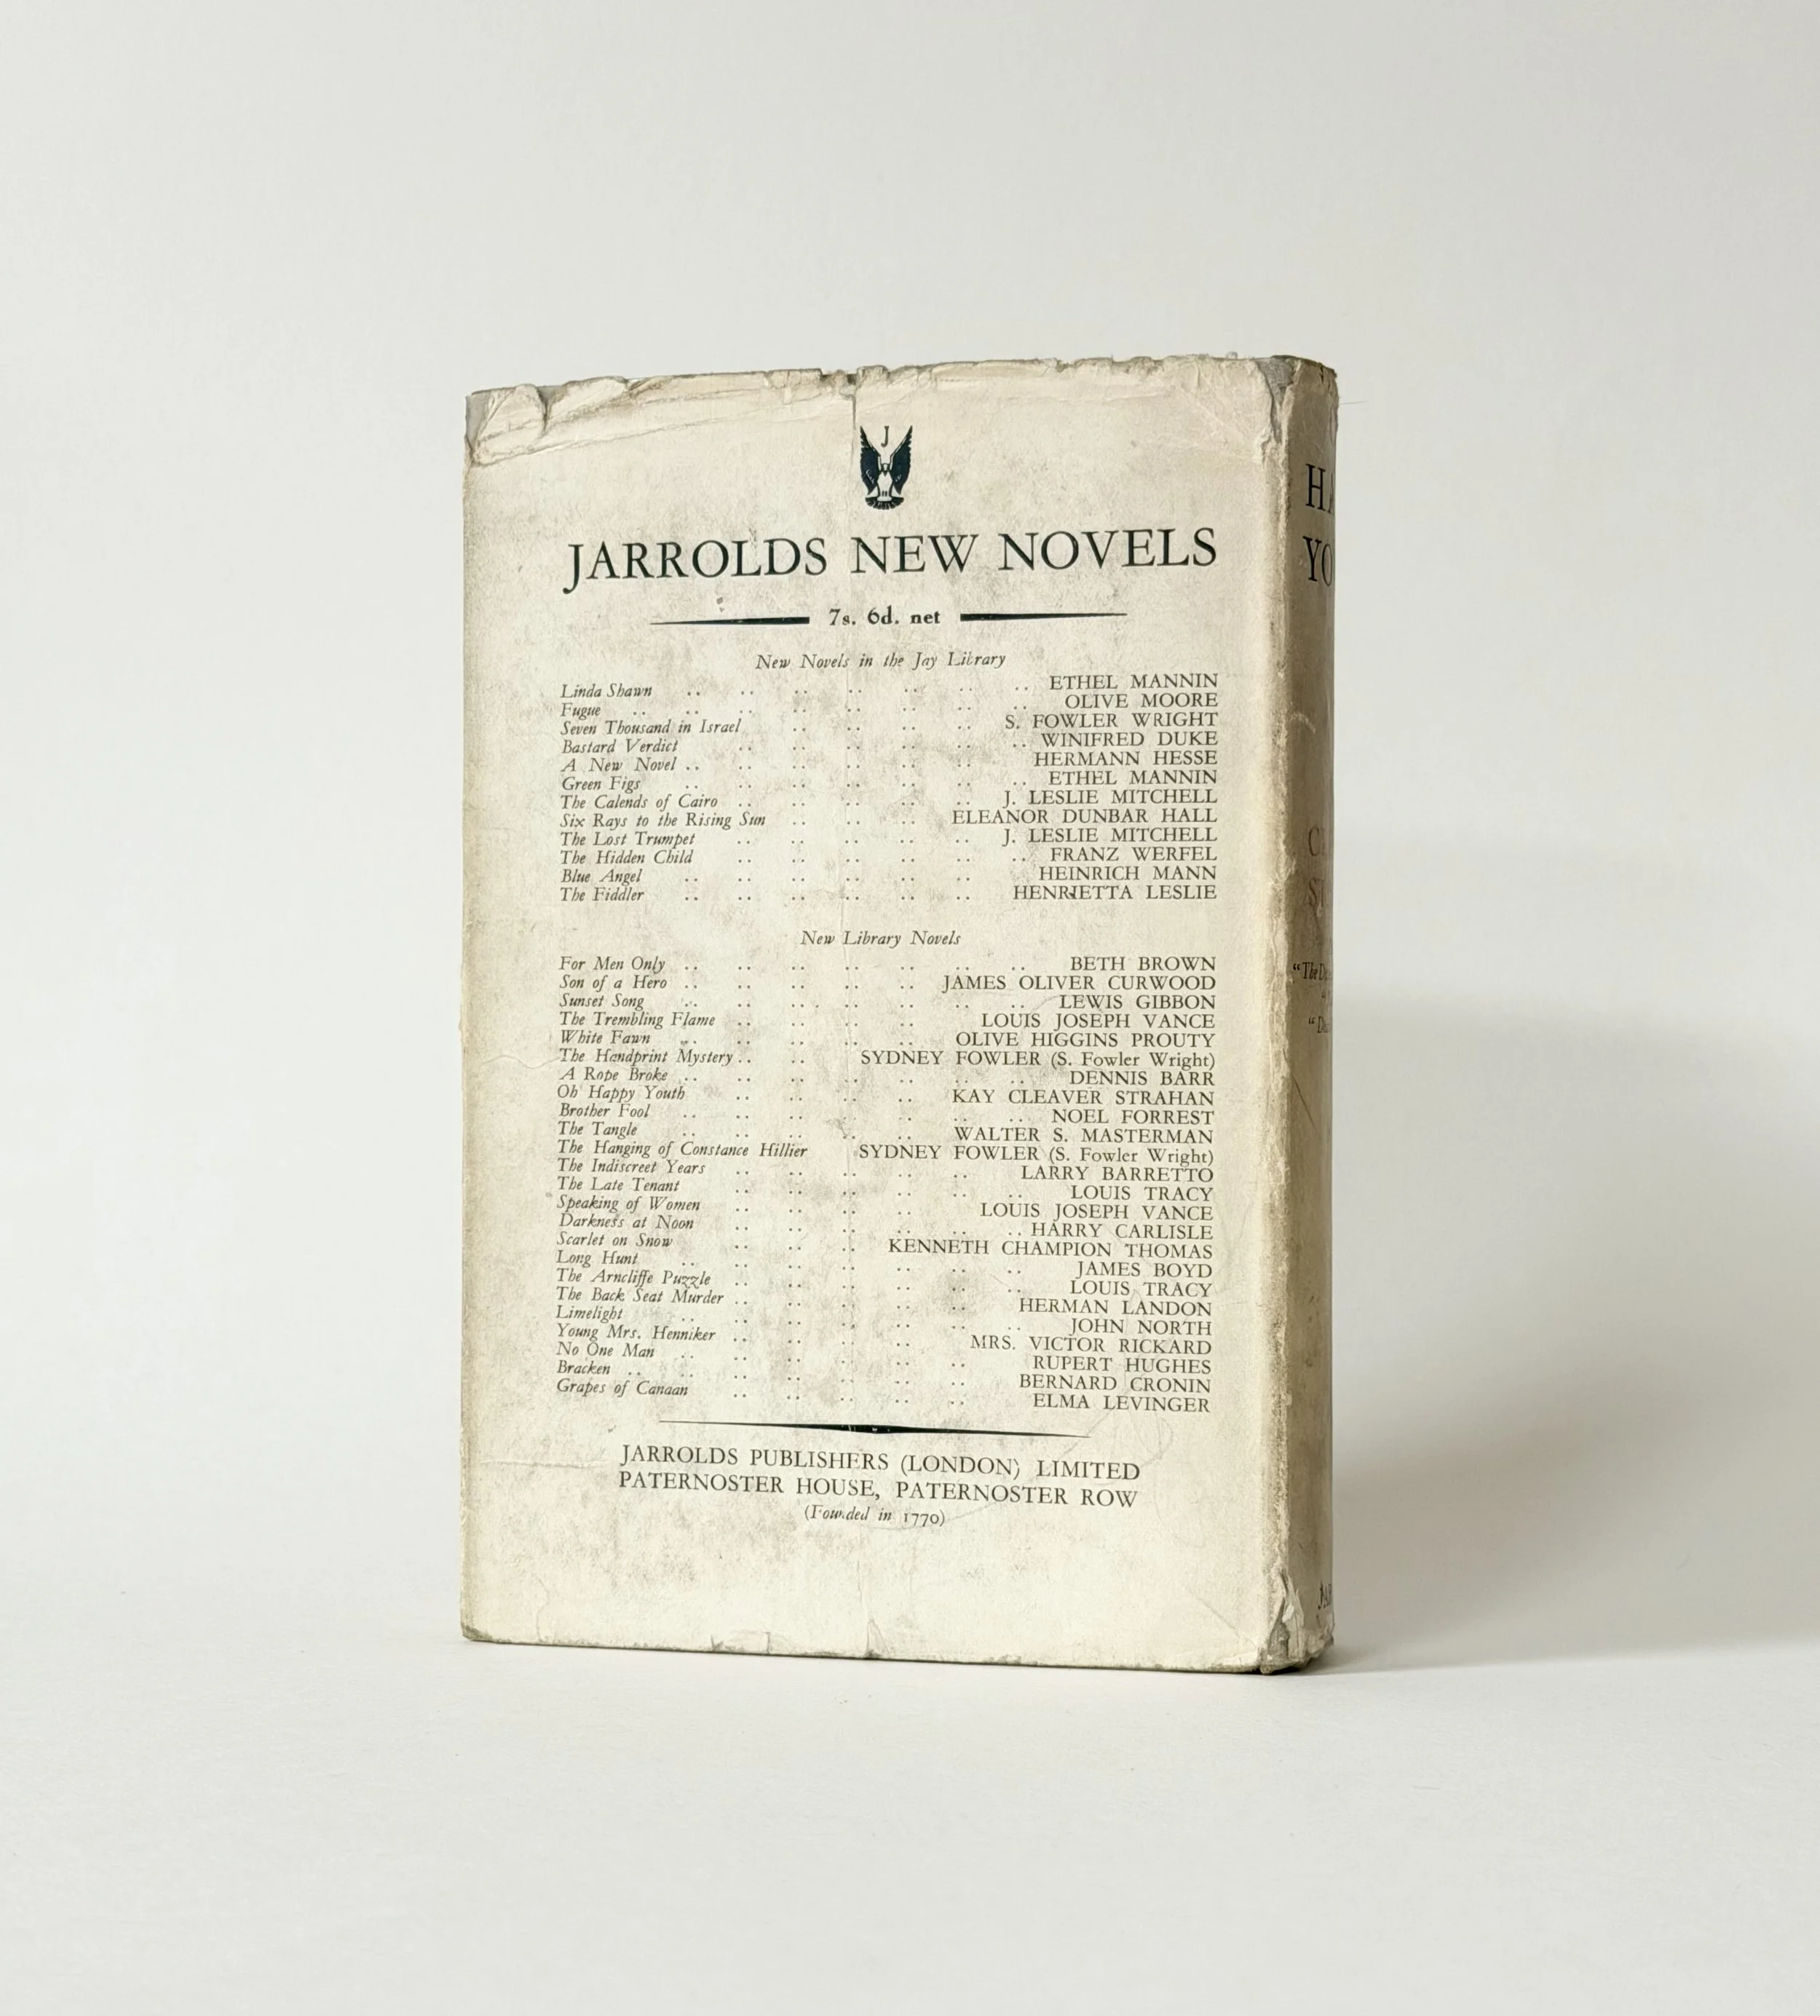 J
JARROLDS NEW NOVELS
7s. 6d. net
New Novels in the Jay Library
Linda Shawn .. .. .. .. .. .. .. ETHEL MANNIN
Fugue .. .. .. .. .. .. .. .. OLIVE MOORE
Seven Thousand in Israel .. .. .. .. S. FOWLER WRIGHT
Bastard Verdict .. .. .. .. .. .. WINIFRED DUKE
A New Novel .. .. .. .. .. .. HERMANN HESSE
Green Figs .. .. .. .. .. .. .. ETHEL MANNIN
The Calends of Cairo .. .. .. .. .. J. LESLIE MITCHELL
Six Rays to the Rising Sun .. .. .. ELEANOR DUNBAR HALL
The Lost Trumpet .. .. .. .. .. J. LESLIE MITCHELL
The Hidden Child .. .. .. .. .. .. FRANZ WERFEL
Blue Angel .. .. .. .. .. .. HEINRICH MANN
The Fiddler .. .. .. .. .. .. HENRIETTA LESLIE
New Library Novels
For Men Only .. .. .. .. .. .. .. BETH BROWN
Son of a Hero .. .. .. .. .. JAMES OLIVER CURWOOD
Sunset Song .. .. .. .. .. .. .. LEWIS GIBBON
The Trembling Flame .. .. .. .. LOUIS JOSEPH VANCE
White Fawn .. .. .. .. .. OLIVE HIGGINS PROUTY
The Handprint Mystery .. .. SYDNEY FOWLER (S. Fowler Wright)
A Rope Broke .. .. .. .. .. .. .. DENNIS BARR
Oh Happy Youth .. .. .. .. KAY CLEAVER STRAHAN
Brother Fool .. .. .. .. .. .. .. NOEL FORREST
The Tangle .. .. .. .. .. WALTER S. MASTERMAN
The Hanging of Constance Hillier SYDNEY FOWLER (S. Fowler Wright)
The Indiscreet Years .. .. .. .. .. LARRY BARRETTO
The Late Tenant .. .. .. .. .. .. LOUIS TRACY
Speaking of Women .. .. .. .. LOUIS JOSEPH VANCE
Darkness at Noon .. .. .. .. .. .. HARRY CARLISLE
Scarlet on Snow .. .. .. KENNETH CHAMPION THOMAS
Long Hunt .. .. .. .. .. .. .. JAMES BOYD
The Arncliffe Puzzle .. .. .. .. .. .. LOUIS TRACY
The Back Seat Murder .. .. .. .. .. HERMAN LANDON
Limelight .. .. .. .. .. .. .. JOHN NORTH
Young Mrs. Henniker .. .. .. .. MRS. VICTOR RICKARD
No One Man .. .. .. .. .. .. RUPERT HUGHES
Bracken .. .. .. .. .. .. .. BERNARD CRONIN
Grapes of Canaan .. .. .. .. .. ELMA LEVINGER
JARROLDS PUBLISHERS (LONDON) LIMITED
PATERNOSTER HOUSE, PATERNOSTER ROW
(Founded in 1770)
HA
YO
"The